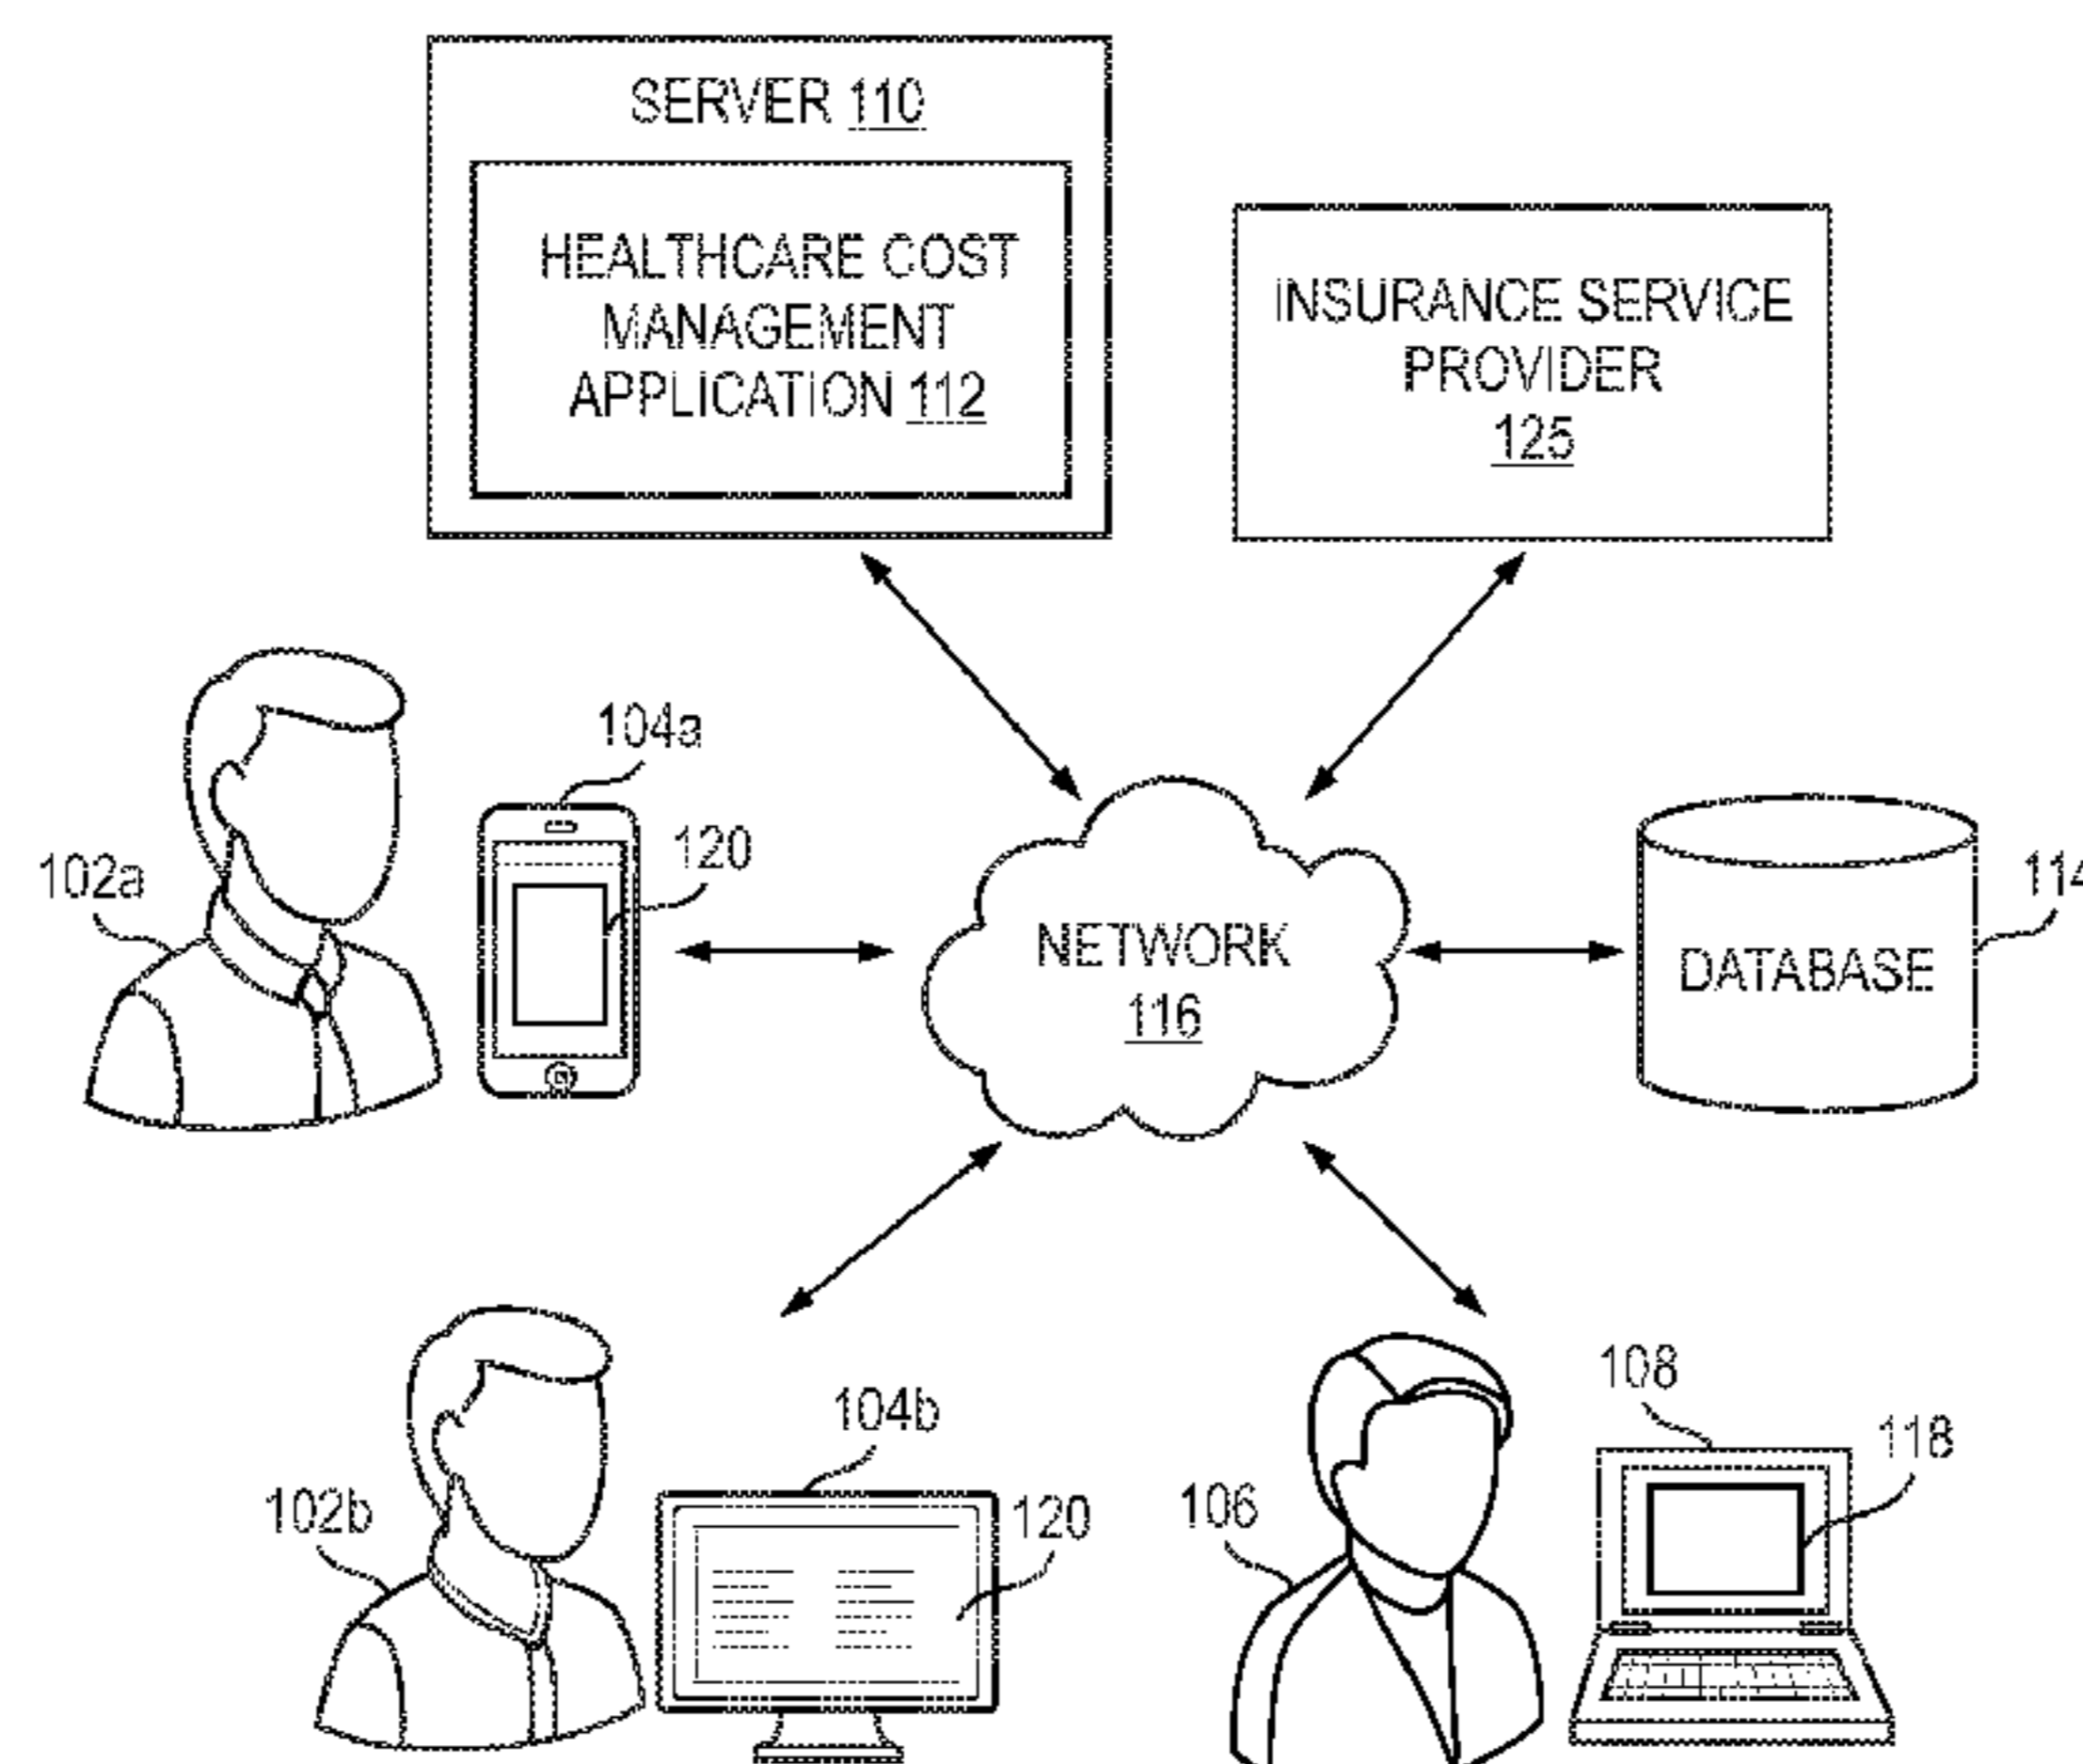 SERVER 110
HEALTHCARE COST
MANAGEMENT
APPLICATION 112
INSURANCE SERVICE
PROVIDER
125
104a
120
102a
NETWORK
116
DATABASE
114
104b
120
102b
106
108
118